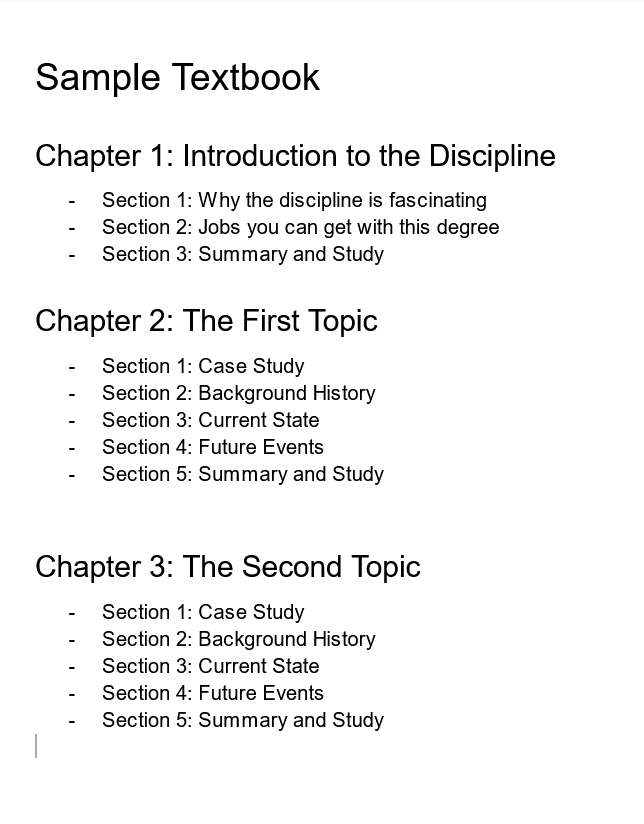 Sample Textbook
Chapter 1: Introduction to the Discipline
- Section 1: Why the discipline is fascinating
- Section 2: Jobs you can get with this degree
- Section 3: Summary and Study
Chapter 2: The First Topic
- Section 1: Case Study
- Section 2: Background History
- Section 3: Current State
- Section 4: Future Events
- Section 5: Summary and Study
Chapter 3: The Second Topic
- Section 1: Case Study
- Section 2: Background History
- Section 3: Current State
- Section 4: Future Events
- Section 5: Summary and Study